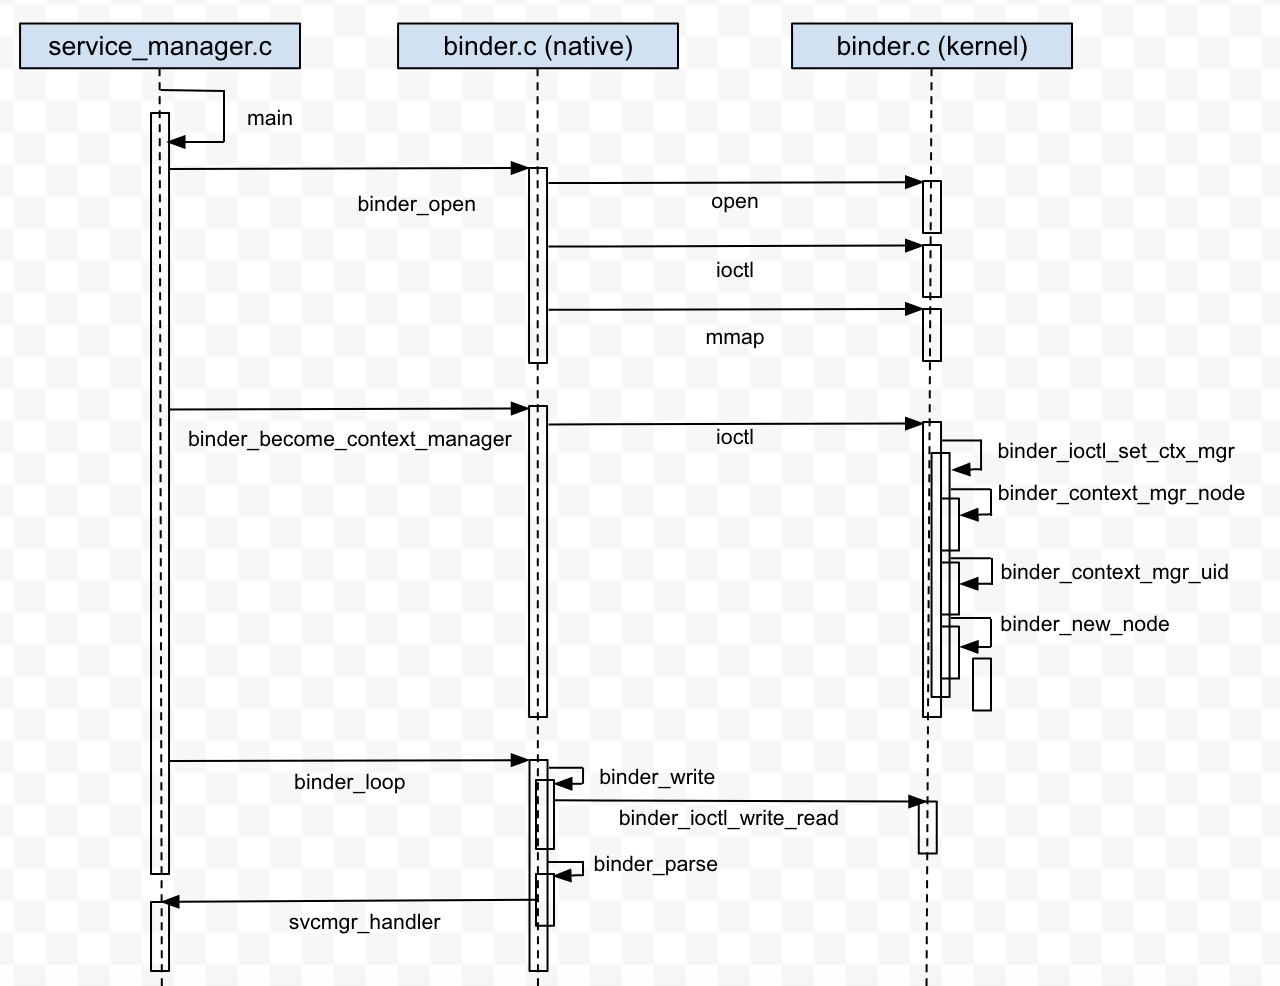 service_manager.c
binder.c (native)
binder.c (kernel)
main
binder_open
open
ioctl
mmap
binder_become_context_manager
ioctl
binder_ioctl_set_ctx_mgr
binder_context_mgr_node
binder_context_mgr_uid
binder_new_node
binder_loop
binder_write
binder_ioctl_write_read
binder_parse
svcmgr_handler